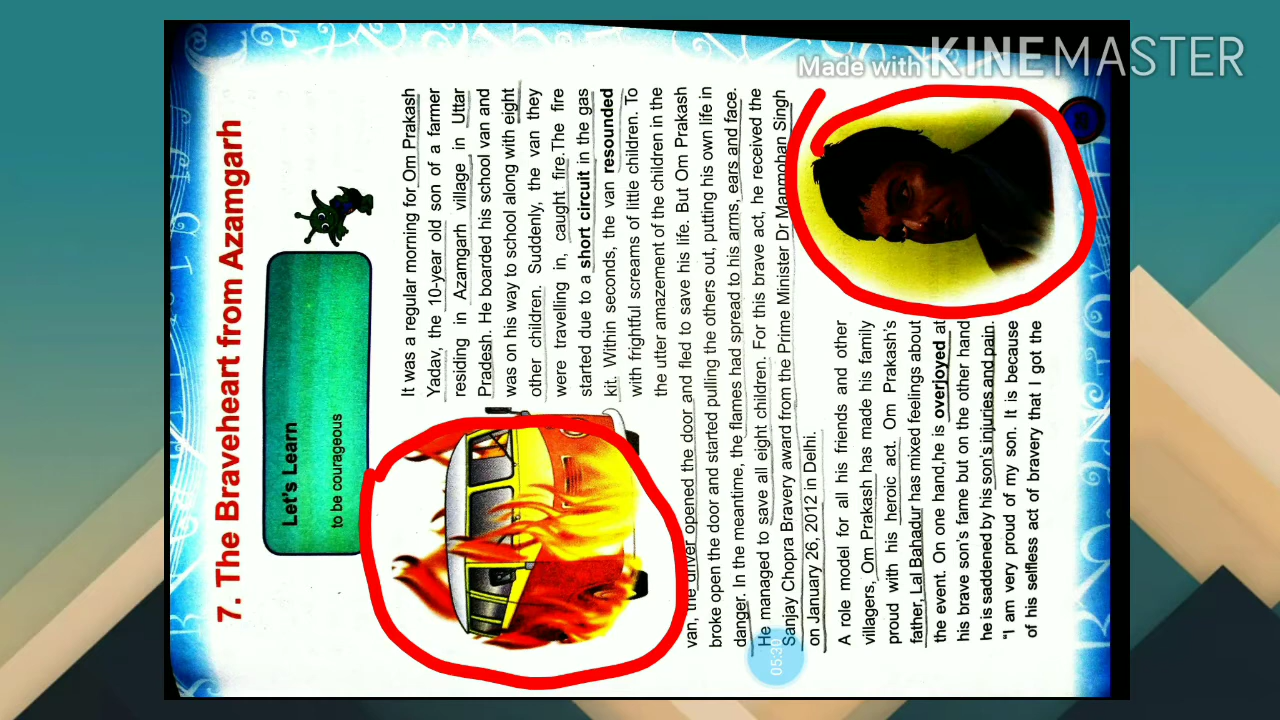 Made with KINEMASTER
7. The Braveheart from Azamgarh
Let's Learn
to be courageous
It was a regular morning for Om Prakash
Yadav, the 10-year old son of a farmer
residing in Azamgarh village in Uttar
Pradesh. He boarded his school van and
was on his way to school along with eight
other children. Suddenly, the van they
were travelling in, caught fire.The fire
started due to a short circuit in the gas
kit. Within seconds, the van resounded
with frightful screams of little children. To
the utter amazement of the children in the
van, the driver opened the door and fled to save his life. But Om Prakash
broke open the door and started pulling the others out, putting his own life in
danger. In the meantime, the flames had spread to his arms, ears and face.
He managed to save all eight children. For this brave act, he received the
Sanjay Chopra Bravery award from the Prime Minister Dr Manmohan Singh
on January 26, 2012 in Delhi.
A role model for all his friends and other
villagers, Om Prakash has made his family
proud with his heroic act. Om Prakash's
father, Lal Bahadur has mixed feelings about
the event. On one hand,he is overjoyed at
his brave son's fame but on the other hand
he is saddened by his son's injuries and pain.
"I am very proud of my son. It is because
of his selfless act of bravery that I got the
05:30